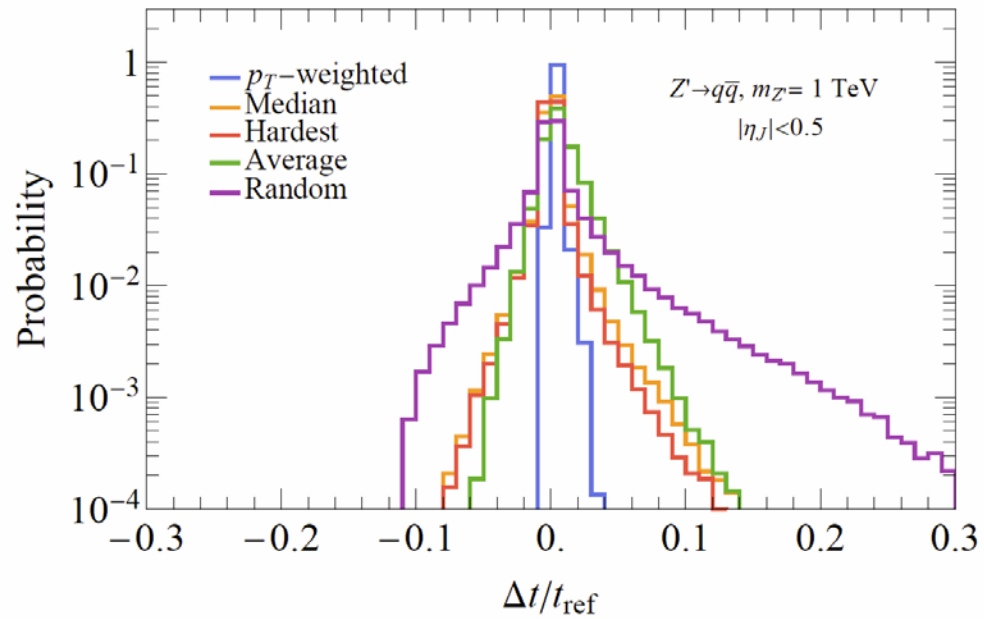 1
10⁻¹
10⁻²
10⁻³
10⁻⁴
Probability
p_T-weighted
Median
Hardest
Average
Random
Z'→qq̅, m_Z'= 1 TeV
|η_J|<0.5
−0.3 −0.2 −0.1 0. 0.1 0.2 0.3
Δt/t_ref